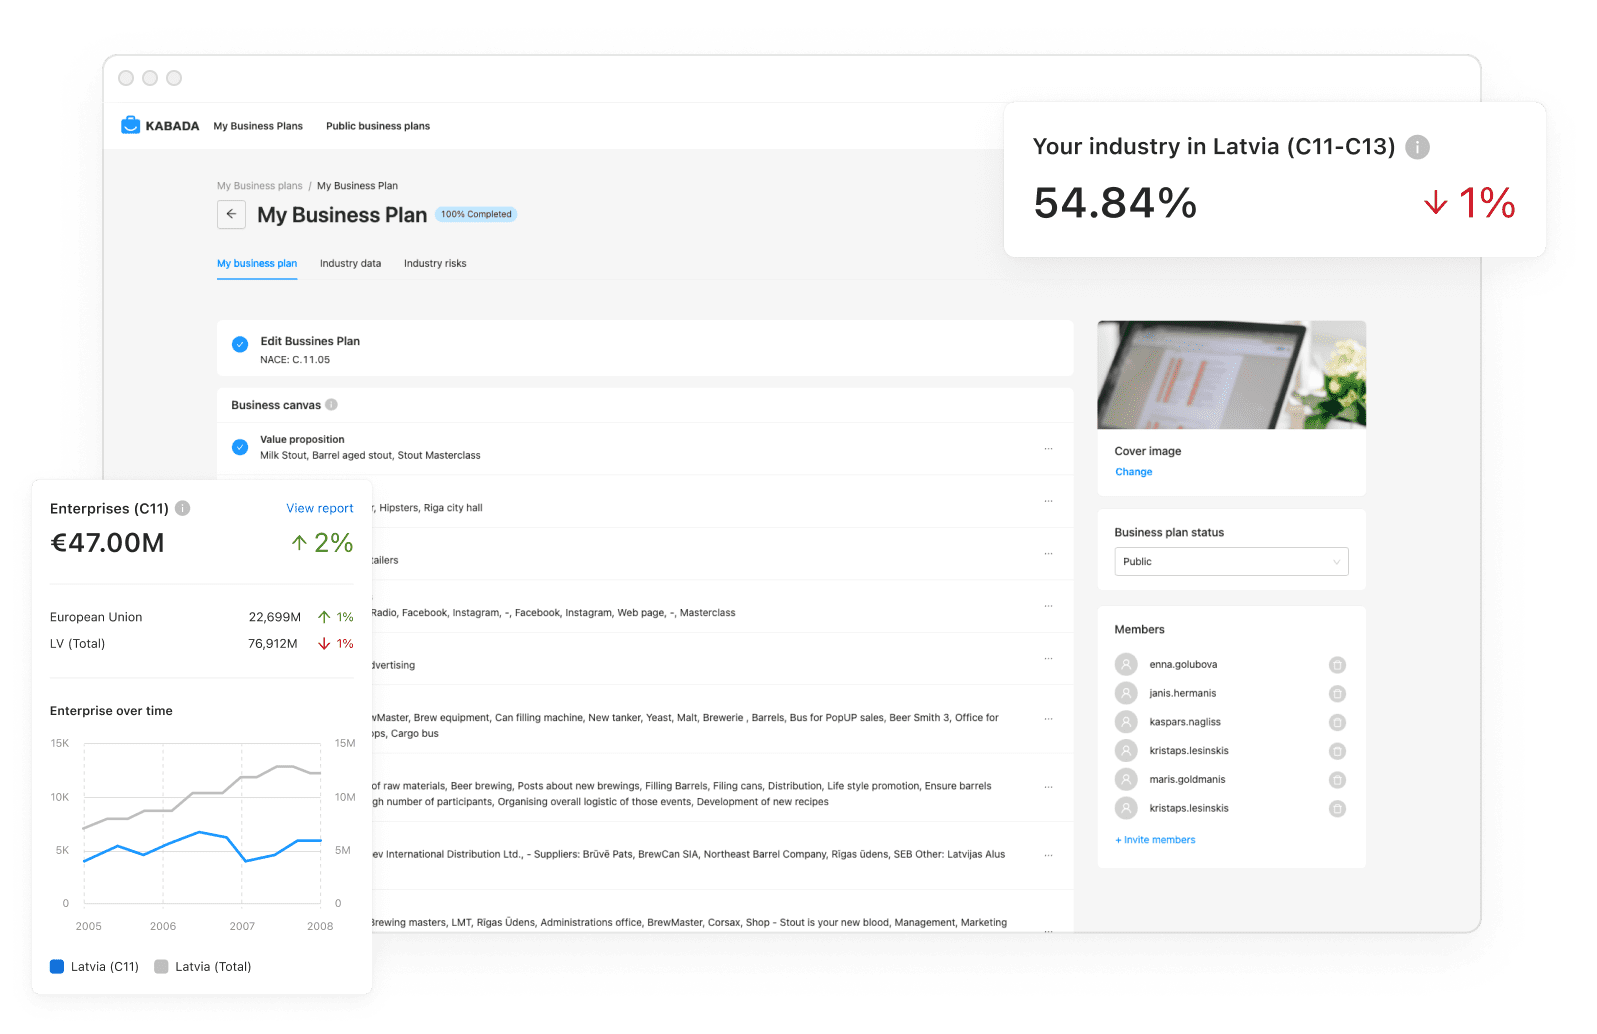 KABADA
My Business Plans
Public business plans
Your industry in Latvia (C11-C13)
54.84%
1%
My Business plans / My Business Plan
My Business Plan
100% Completed
My business plan
Industry data
Industry risks
Edit Bussines Plan
NACE: C.11.05
Business canvas
Value proposition
Milk Stout, Barrel aged stout, Stout Masterclass
, Hipsters, Riga city hall
Radio, Facebook, Instagram, -, Facebook, Instagram, Web page, -, Masterclass
dvertising
wMaster, Brew equipment, Can filling machine, New tanker, Yeast, Malt, Brewerie , Barrels, Bus for PopUP sales, Beer Smith 3, Office for
ops, Cargo bus
of raw materials, Beer brewing, Posts about new brewings, Filling Barrels, Filing cans, Distribution, Life style promotion, Ensure barrels
gh number of participants, Organising overall logistic of those events, Development of new recipes
ev International Distribution Ltd., - Suppliers: Brūvē Pats, BrewCan SIA, Northeast Barrel Company, Rīgas ūdens, SEB Other: Latvijas Alus
Brewing masters, LMT, Rīgas Ūdens, Administrations office, BrewMaster, Corsax, Shop - Stout is your new blood, Management, Marketing
Cover image
Change
Business plan status
Public
Members
enna.golubova
janis.hermanis
kaspars.nagliss
kristaps.lesinskis
maris.goldmanis
kristaps.lesinskis
+ Invite members
Enterprises (C11)
View report
€47.00M
2%
European Union 22,699M 1%
LV (Total) 76,912M 1%
Enterprise over time
15K 15M
10K 10M
5K 5M
0 0
2005 2006 2007 2008
Latvia (C11) Latvia (Total)